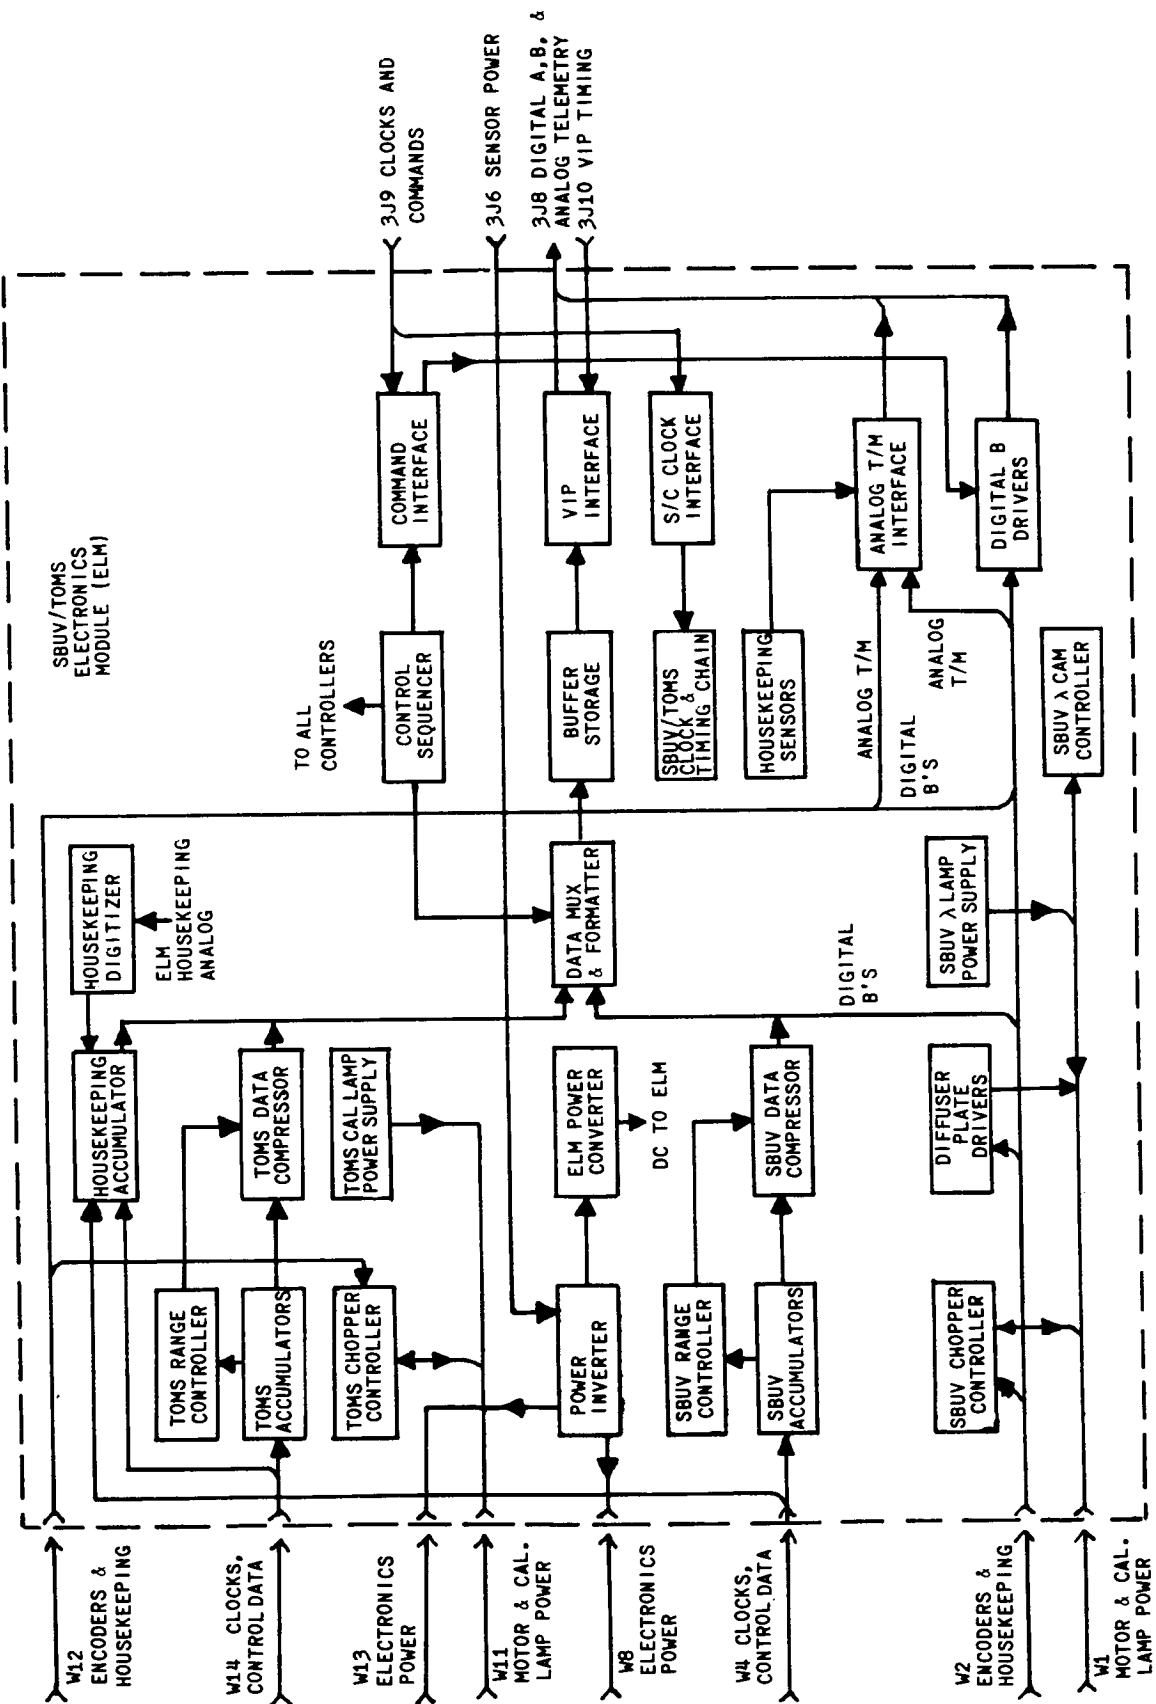 SBUV/TOMS
ELECTRONICS
MODULE (ELM)
3J9 CLOCKS AND
COMMANDS
3J6 SENSOR POWER
3J8 DIGITAL A,B, &
ANALOG TELEMETRY
3J10 VIP TIMING
W12
ENCODERS &
HOUSEKEEPING
W14 CLOCKS,
CONTROL DATA
W13
ELECTRONICS
POWER
W11
MOTOR & CAL.
LAMP POWER
W8
ELECTRONICS
POWER
W4 CLOCKS,
CONTROL DATA
W2
ENCODERS &
HOUSEKEEPING
W1
MOTOR & CAL.
LAMP POWER
HOUSEKEEPING
DIGITIZER
ELM
HOUSEKEEPING
ANALOG
HOUSEKEEPING
ACCUMULATOR
TOMS RANGE
CONTROLLER
TOMS
ACCUMULATORS
TOMS DATA
COMPRESSOR
TOMS CHOPPER
CONTROLLER
TOMS CAL LAMP
POWER SUPPLY
POWER
INVERTER
ELM POWER
CONVERTER
DC TO ELM
SBUV RANGE
CONTROLLER
SBUV
ACCUMULATORS
SBUV DATA
COMPRESSOR
SBUV CHOPPER
CONTROLLER
DIFFUSER
PLATE
DRIVERS
SBUV λ LAMP
POWER SUPPLY
SBUV λ CAM
CONTROLLER
DIGITAL
B'S
DATA MUX
& FORMATTER
TO ALL
CONTROLLERS
CONTROL
SEQUENCER
COMMAND
INTERFACE
BUFFER
STORAGE
VIP
INTERFACE
SBUV/TOMS
CLOCK &
TIMING CHAIN
S/C CLOCK
INTERFACE
HOUSEKEEPING
SENSORS
ANALOG T/M
DIGITAL
B'S
ANALOG
T/M
ANALOG T/M
INTERFACE
DIGITAL B
DRIVERS